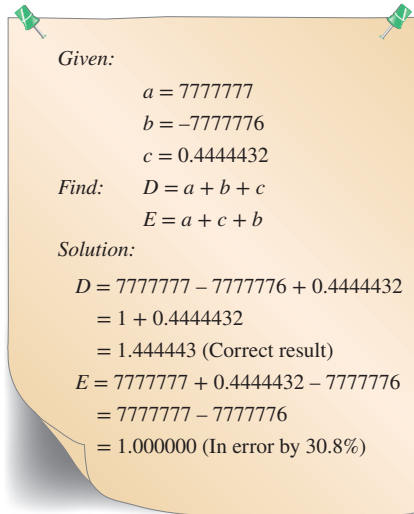 Given:
a = 7777777
b = –7777776
c = 0.4444432
Find: D = a + b + c
E = a + c + b
Solution:
D = 7777777 – 7777776 + 0.4444432
= 1 + 0.4444432
= 1.444443 (Correct result)
E = 7777777 + 0.4444432 – 7777776
= 7777777 – 7777776
= 1.000000 (In error by 30.8%)